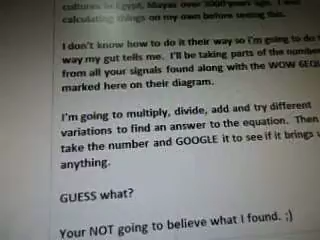 cultures in Egypt, Mayas over 3000 years ago. I was
calculating things on my own before seeing this.
I don't know how to do it their way so i'm going to do
way my gut tells me. I'll be taking parts of the number
from all your signals found along with the WOW 6EQU
marked here on their diagram.
I'm going to multiply, divide, add and try different
variations to find an answer to the equation. Then
take the number and GOOGLE it to see if it brings
anything.
GUESS what?
Your NOT going to believe what I found. ;)